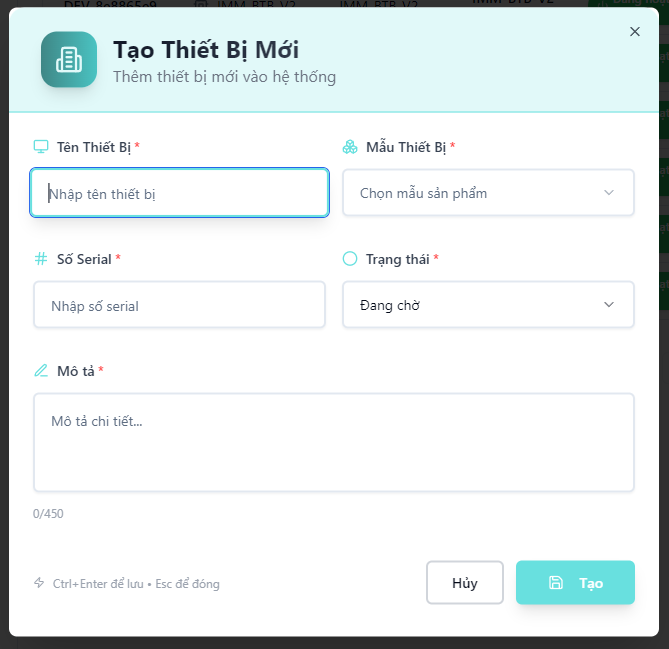 Tạo Thiết Bị Mới
Thêm thiết bị mới vào hệ thống
Tên Thiết Bị *
Mẫu Thiết Bị *
Nhập tên thiết bị
Chọn mẫu sản phẩm
Số Serial *
Trạng thái *
Nhập số serial
Đang chờ
Mô tả *
Mô tả chi tiết...
0/450
Ctrl+Enter để lưu • Esc để đóng
Hủy
Tạo